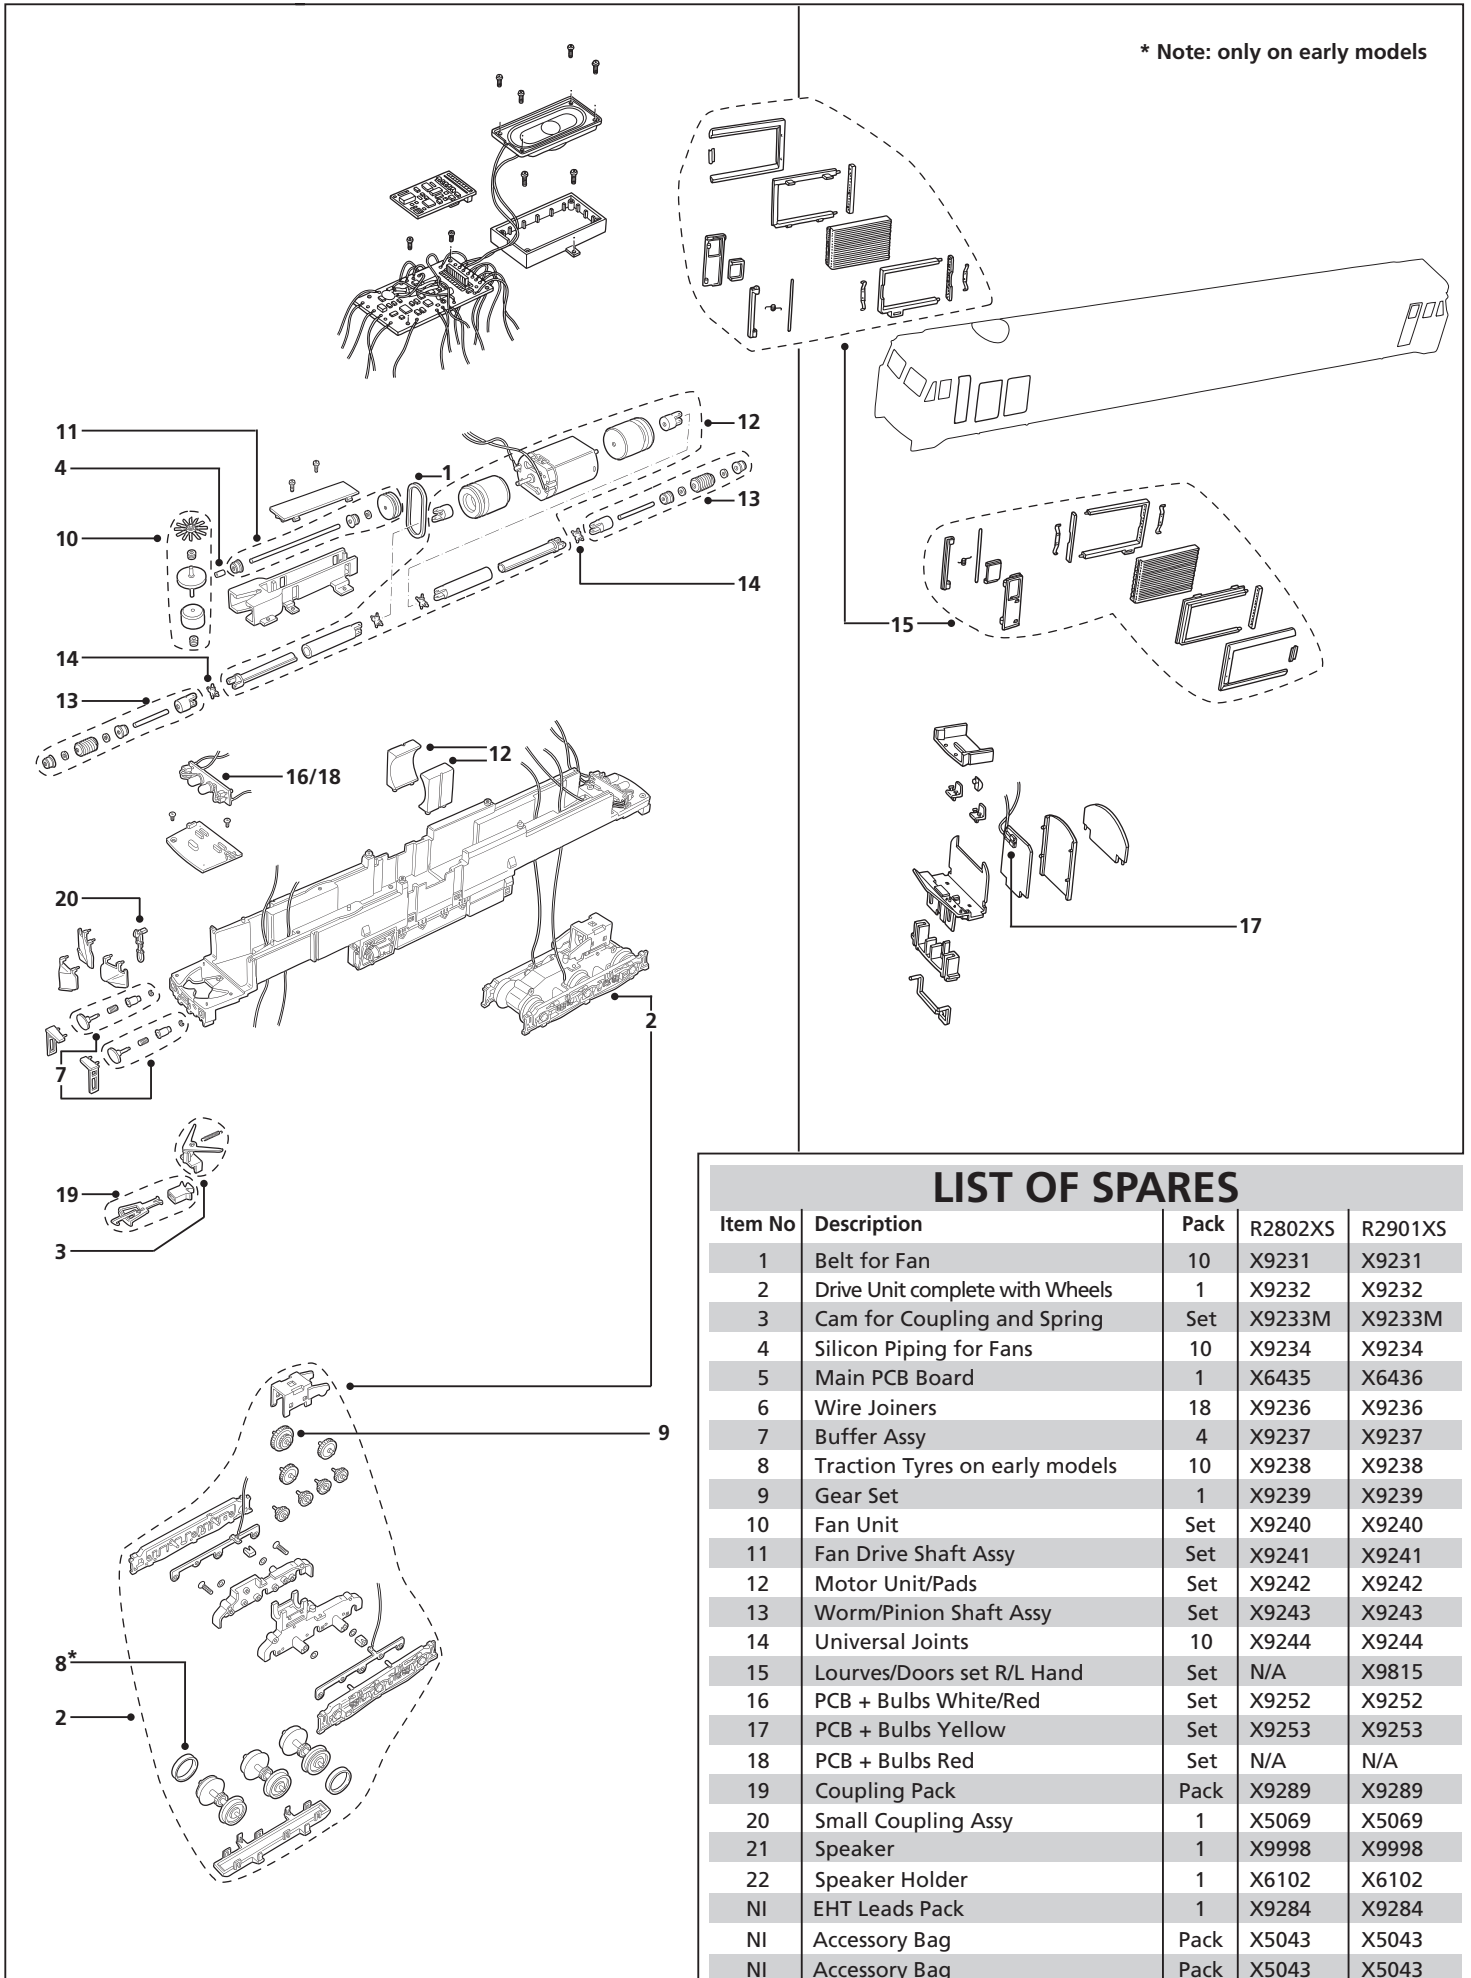 * Note: only on early models
11
12
4
1
13
10
14
15
14
13
12
16/18
20
17
2
7
19
3
9
8*
2
LIST OF SPARES
Item No Description Pack R2802XS R2901XS
1 Belt for Fan 10 X9231 X9231
2 Drive Unit complete with Wheels 1 X9232 X9232
3 Cam for Coupling and Spring Set X9233M X9233M
4 Silicon Piping for Fans 10 X9234 X9234
5 Main PCB Board 1 X6435 X6436
6 Wire Joiners 18 X9236 X9236
7 Buffer Assy 4 X9237 X9237
8 Traction Tyres on early models 10 X9238 X9238
9 Gear Set 1 X9239 X9239
10 Fan Unit Set X9240 X9240
11 Fan Drive Shaft Assy Set X9241 X9241
12 Motor Unit/Pads Set X9242 X9242
13 Worm/Pinion Shaft Assy Set X9243 X9243
14 Universal Joints 10 X9244 X9244
15 Lourves/Doors set R/L Hand Set N/A X9815
16 PCB + Bulbs White/Red Set X9252 X9252
17 PCB + Bulbs Yellow Set X9253 X9253
18 PCB + Bulbs Red Set N/A N/A
19 Coupling Pack Pack X9289 X9289
20 Small Coupling Assy 1 X5069 X5069
21 Speaker 1 X9998 X9998
22 Speaker Holder 1 X6102 X6102
NI EHT Leads Pack 1 X9284 X9284
NI Accessory Bag Pack X5043 X5043
NI Accessory Bag Pack X5043 X5043